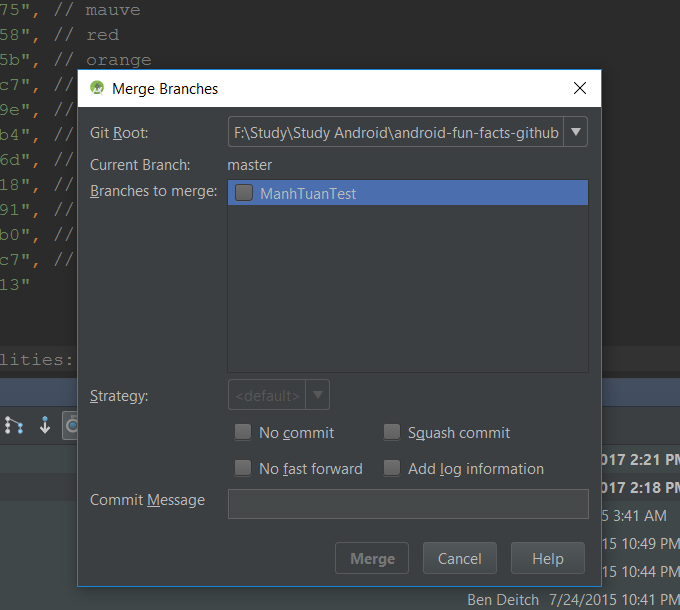 75", // mauve
58", // red
5b", // orange
c7", //
9e", //
b4", //
6d", //
18", //
91", //
b0", //
c7", //
13"
lities:
Merge Branches
Git Root: F:\Study\Study Android\android-fun-facts-github
Current Branch: master
Branches to merge: ManhTuanTest
Strategy: <default>
No commit Squash commit
No fast forward Add log information
Commit Message
Merge Cancel Help
017 2:21 PM
017 2:18 PM
5 3:41 AM
15 10:49 PM
15 10:44 PM
Ben Deitch 7/24/2015 10:41 PM